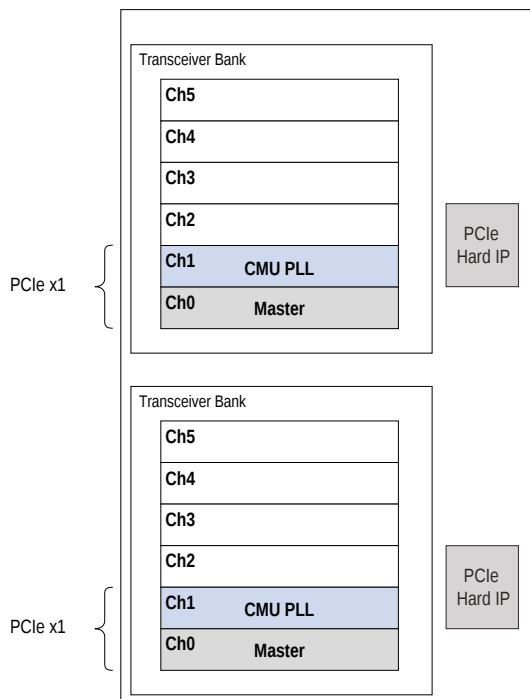 Transceiver Bank
Ch5
Ch4
Ch3
Ch2
Ch1 CMU PLL
Ch0 Master
PCIe x1
PCIe
Hard IP
Transceiver Bank
Ch5
Ch4
Ch3
Ch2
Ch1 CMU PLL
Ch0 Master
PCIe x1
PCIe
Hard IP